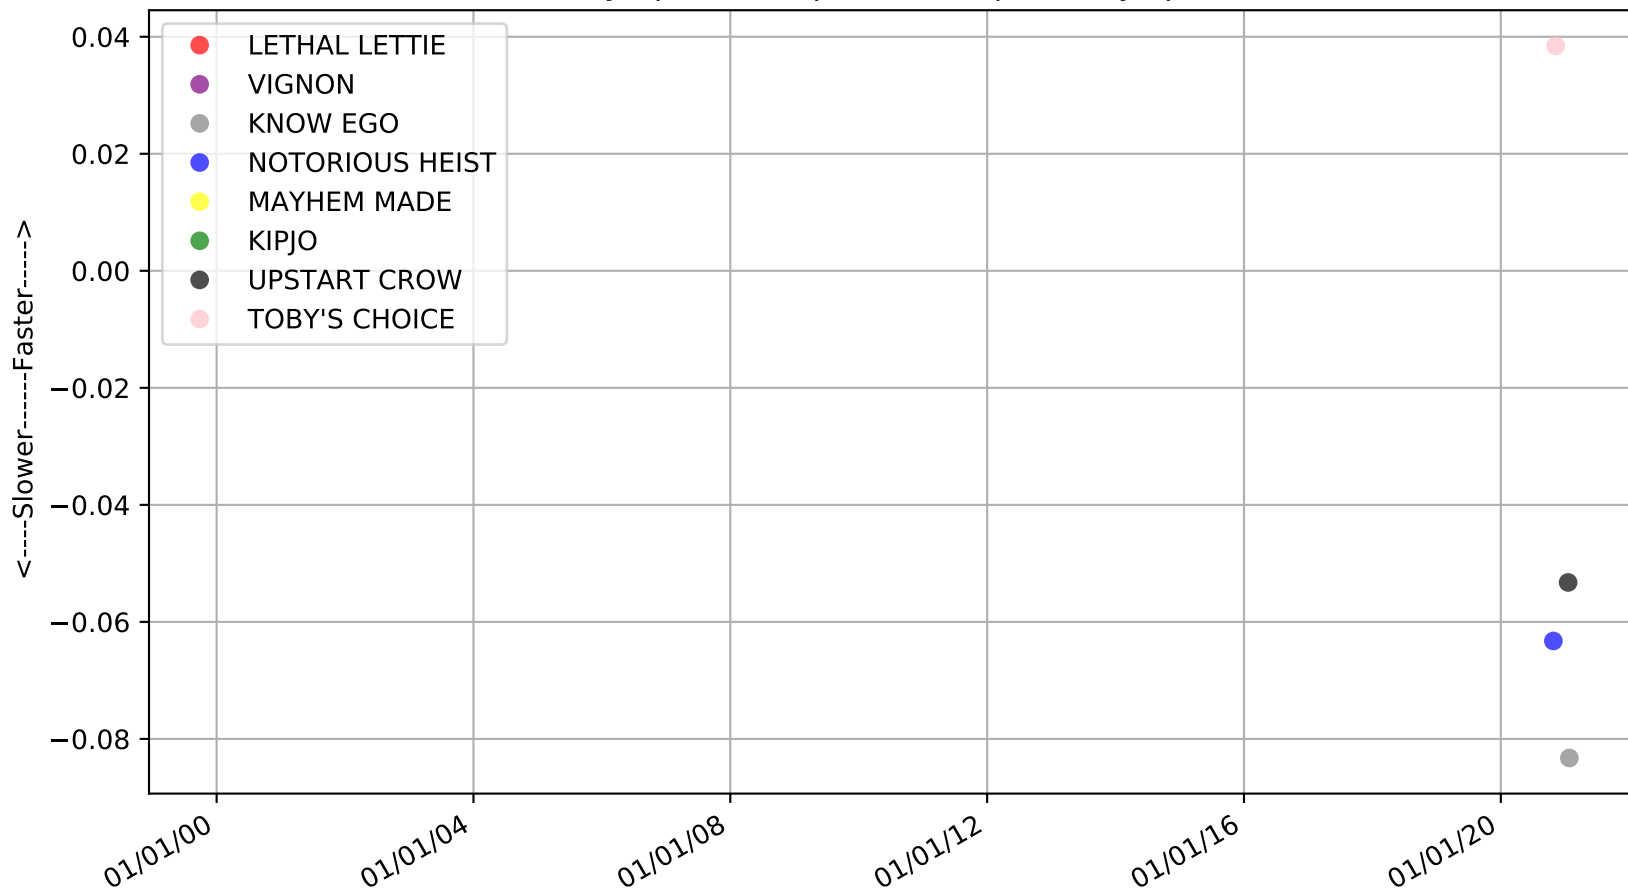 0.04
0.02
0.00
−0.02
−0.04
−0.06
−0.08
<----Slower------Faster------>
LETHAL LETTIE
VIGNON
KNOW EGO
NOTORIOUS HEIST
MAYHEM MADE
KIPJO
UPSTART CROW
TOBY'S CHOICE
01/01/00
01/01/04
01/01/08
01/01/12
01/01/16
01/01/20